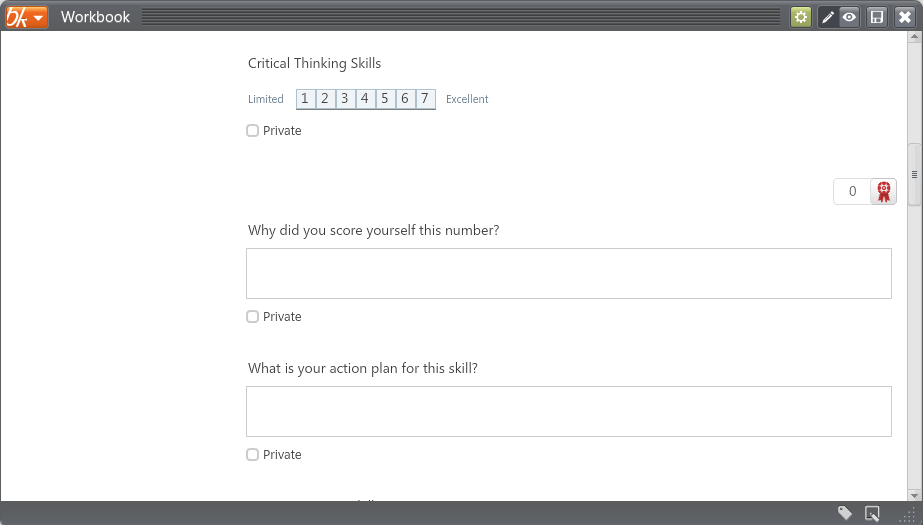 bk Workbook
Critical Thinking Skills
Limited 1 2 3 4 5 6 7 Excellent
Private
0
Why did you score yourself this number?
Private
What is your action plan for this skill?
Private